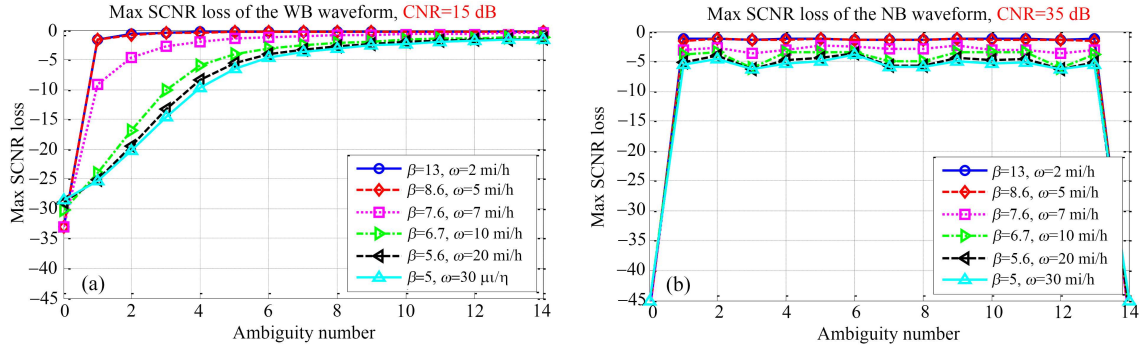 Max SCNR loss of the WB waveform, CNR=15 dB
Max SCNR loss
0
−5
−10
−15
−20
−25
−30
−35
−40
−45
(a)
β=13, ω=2 mi/h
β=8.6, ω=5 mi/h
β=7.6, ω=7 mi/h
β=6.7, ω=10 mi/h
β=5.6, ω=20 mi/h
β=5, ω=30 μι/η
0 2 4 6 8 10 12 14
Ambiguity number
Max SCNR loss of the NB waveform, CNR=35 dB
Max SCNR loss
0
−5
−10
−15
−20
−25
−30
−35
−40
−45
(b)
β=13, ω=2 mi/h
β=8.6, ω=5 mi/h
β=7.6, ω=7 mi/h
β=6.7, ω=10 mi/h
β=5.6, ω=20 mi/h
β=5, ω=30 mi/h
0 2 4 6 8 10 12 14
Ambiguity number